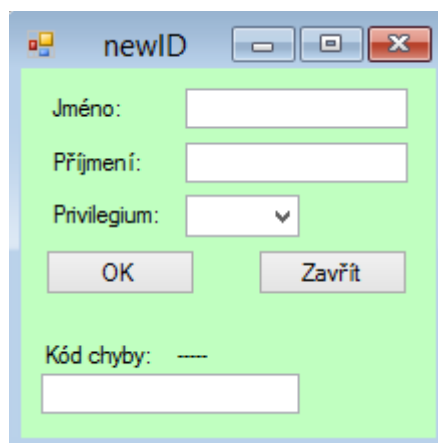 newID
Jméno:
Příjmení:
Privilegium:
OK Zavřít
Kód chyby: -----